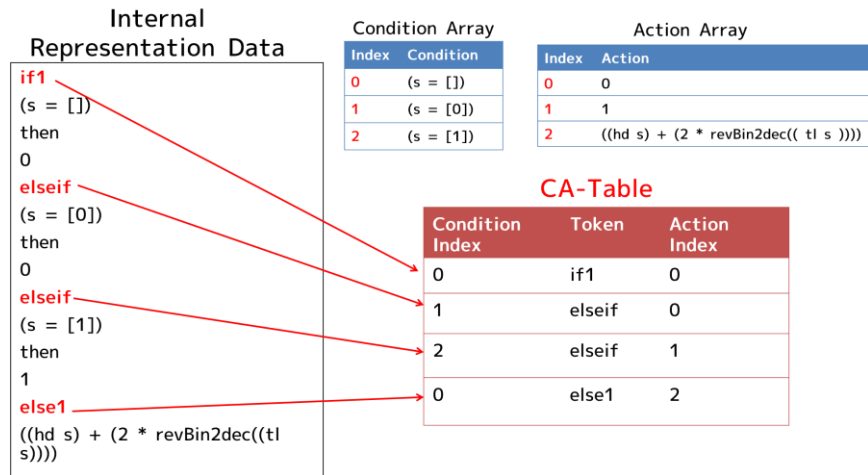 Internal
Representation Data
if1
(s = [])
then
0
elseif
(s = [0])
then
0
elseif
(s = [1])
then
1
else1
((hd s) + (2 * revBin2dec((tl
s))))
Condition Array
Index Condition
0 (s = [])
1 (s = [0])
2 (s = [1])
Action Array
Index Action
0 0
1 1
2 ((hd s) + (2 * revBin2dec(( tl s ))))
CA-Table
Condition Index Token Action Index
0 if1 0
1 elseif 0
2 elseif 1
0 else1 2